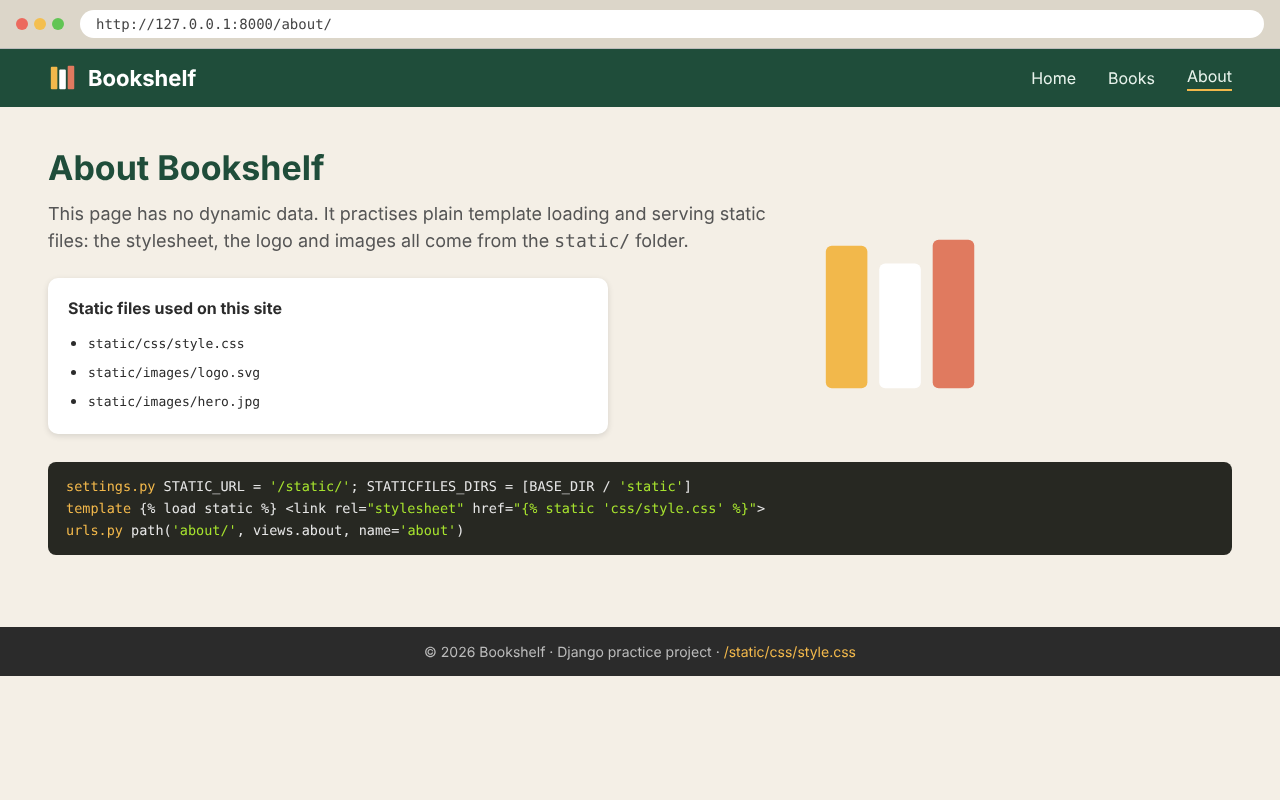 http://127.0.0.1:8000/about/
Bookshelf
Home
Books
About
About Bookshelf
This page has no dynamic data. It practises plain template loading and serving static
files: the stylesheet, the logo and images all come from the static/ folder.
Static files used on this site
• static/css/style.css
• static/images/logo.svg
• static/images/hero.jpg
settings.py STATIC_URL = '/static/'; STATICFILES_DIRS = [BASE_DIR / 'static']
template {% load static %} <link rel="stylesheet" href="{% static 'css/style.css' %}">
urls.py path('about/', views.about, name='about')
© 2026 Bookshelf · Django practice project · /static/css/style.css